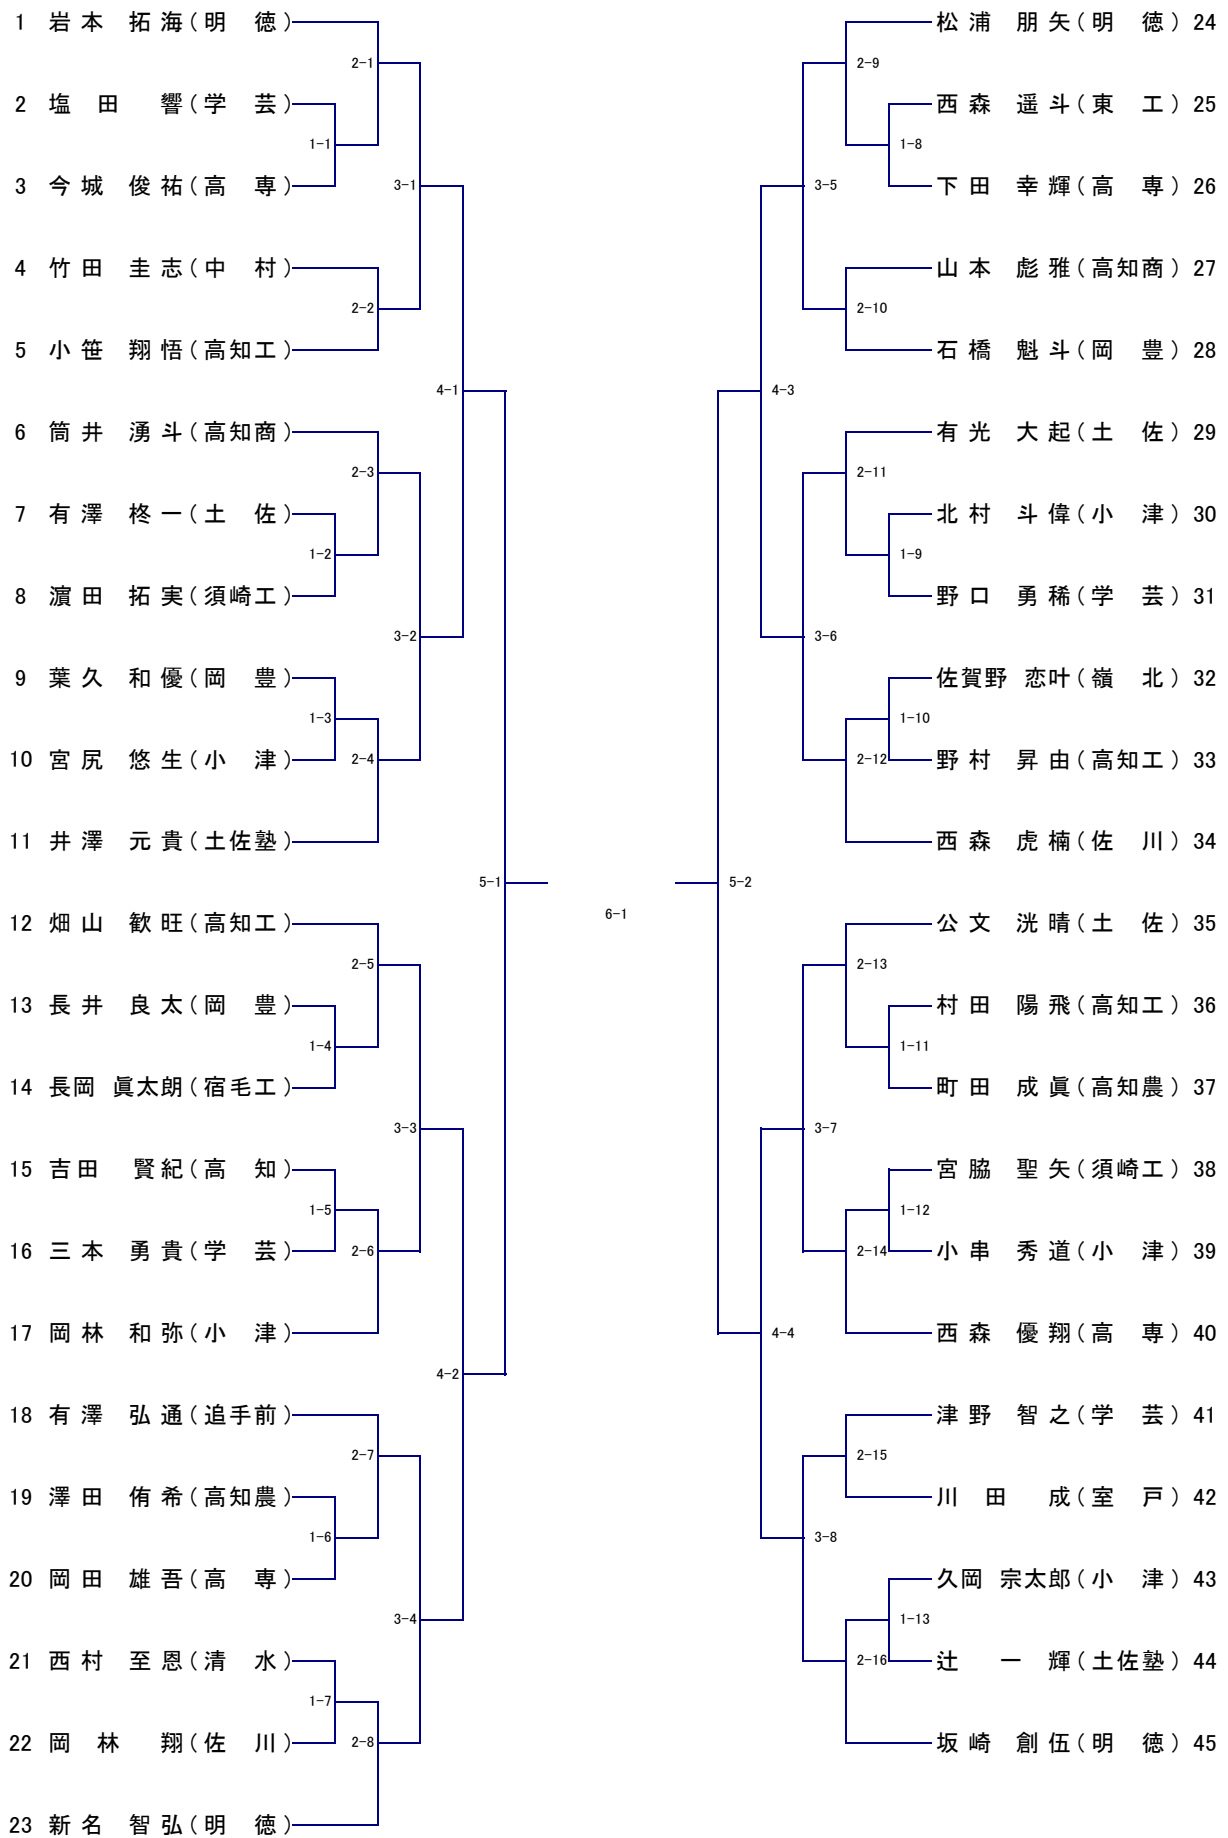 1 岩本 拓海(明 徳)
2-1
2 塩田 響(学 芸)
1-1
3 今城 俊祐(高 専)
3-1
4 竹田 圭志(中 村)
2-2
5 小笹 翔悟(高知工)
4-1
6 筒井 湧斗(高知商)
2-3
7 有澤 柊一(土 佐)
1-2
8 濵田 拓実(須崎工)
3-2
9 葉久 和優(岡 豊)
1-3
10 宮尻 悠生(小 津)
2-4
11 井澤 元貴(土佐塾)
5-1
12 畑山 歓旺(高知工)
2-5
13 長井 良太(岡 豊)
1-4
14 長岡 眞太朗(宿毛工)
3-3
15 吉田 賢紀(高 知)
1-5
16 三本 勇貴(学 芸)
2-6
17 岡林 和弥(小 津)
4-2
18 有澤 弘通(追手前)
2-7
19 澤田 侑希(高知農)
1-6
20 岡田 雄吾(高 専)
3-4
21 西村 至恩(清 水)
1-7
22 岡林 翔(佐 川)
2-8
23 新名 智弘(明 徳)
6-1
松浦 朋矢(明 徳) 24
2-9
西森 遥斗(東 工) 25
1-8
下田 幸輝(高 専) 26
3-5
山本 彪雅(高知商) 27
2-10
石橋 魁斗(岡 豊) 28
4-3
有光 大起(土 佐) 29
2-11
北村 斗偉(小 津) 30
1-9
野口 勇稀(学 芸) 31
3-6
佐賀野 恋叶(嶺 北) 32
1-10
野村 昇由(高知工) 33
2-12
西森 虎楠(佐 川) 34
5-2
公文 洸晴(土 佐) 35
2-13
村田 陽飛(高知工) 36
1-11
町田 成眞(高知農) 37
3-7
宮脇 聖矢(須崎工) 38
1-12
小串 秀道(小 津) 39
2-14
西森 優翔(高 専) 40
4-4
津野 智之(学 芸) 41
2-15
川田 成(室 戸) 42
3-8
久岡 宗太郎(小 津) 43
1-13
辻 一輝(土佐塾) 44
2-16
坂崎 創伍(明 徳) 45